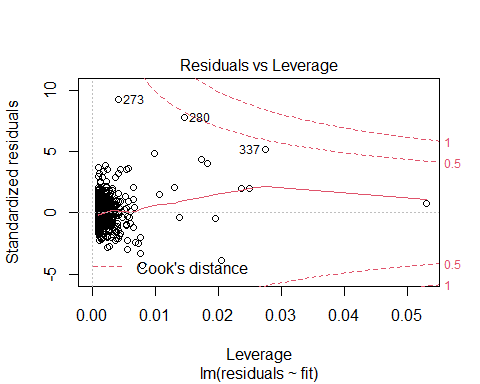 Residuals vs Leverage
Standardized residuals
10
5
0
-5
273
280
337
1
0.5
0.5
1
Cook's distance
0.00 0.01 0.02 0.03 0.04 0.05
Leverage
lm(residuals ~ fit)